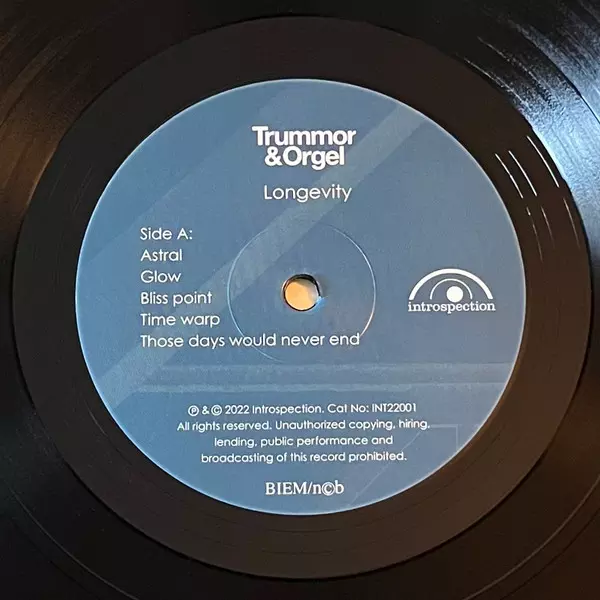 Trummor
&Orgel
Longevity
Side A:
Astral
Glow
Bliss point
Time warp
Those days would never end
introspection
℗ & © 2022 Introspection. Cat No: INT22001
All rights reserved. Unauthorized copying, hiring,
lending, public performance and
broadcasting of this record prohibited.
BIEM/n©b